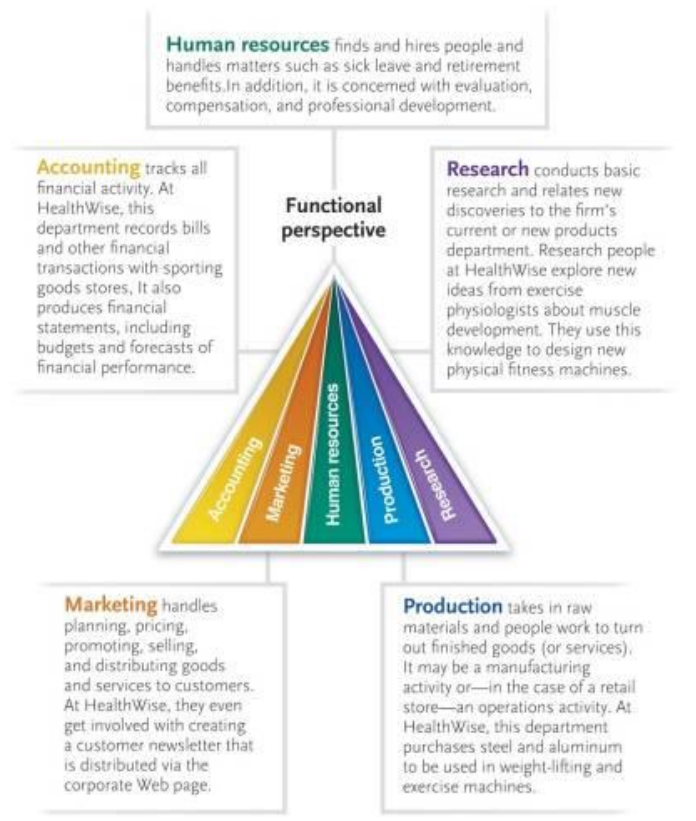 Human resources finds and hires people and
handles matters such as sick leave and retirement
benefits.In addition, it is concerned with evaluation,
compensation, and professional development.
Accounting tracks all
financial activity. At
HealthWise, this
department records bills
and other financial
transactions with sporting
goods stores, It also
produces financial
statements, including
budgets and forecasts of
financial performance.
Functional
perspective
Research conducts basic
research and relates new
discoveries to the firm's
current or new products
department. Research people
at HealthWise explore new
ideas from exercise
physiologists about muscle
development. They use this
knowledge to design new
physical fitness machines.
Accounting
Marketing
Human resources
Production
Research
Marketing handles
planning, pricing,
promoting, selling,
and distributing goods
and services to customers.
At HealthWise, they even
get involved with creating
a customer newsletter that
is distributed via the
corporate Web page.
Production takes in raw
materials and people work to turn
out finished goods (or services).
It may be a manufacturing
activity or—in the case of a retail
store—an operations activity. At
HealthWise, this department
purchases steel and aluminum
to be used in weight-lifting and
exercise machines.